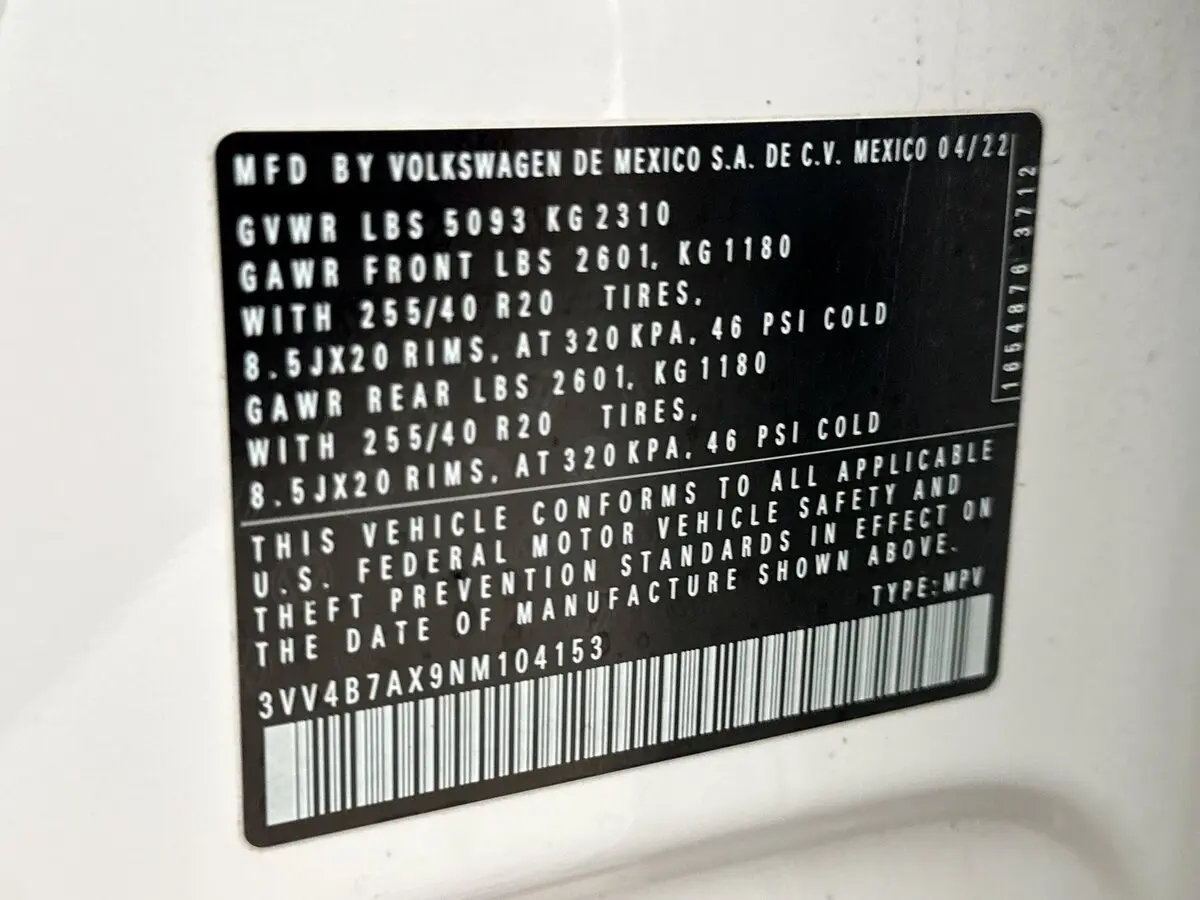 MFD BY VOLKSWAGEN DE MEXICO S.A. DE C.V. MEXICO 04/22
GVWR LBS 5093 KG 2310
GAWR FRONT LBS 2601, KG 1180
WITH 255/40 R20 TIRES,
8.5JX20 RIMS, AT 320 KPA, 46 PSI COLD
GAWR REAR LBS 2601, KG 1180
WITH 255/40 R20 TIRES,
8.5JX20 RIMS, AT 320 KPA, 46 PSI COLD
1654876 3712
THIS VEHICLE CONFORMS TO ALL APPLICABLE
U.S. FEDERAL MOTOR VEHICLE SAFETY AND
THEFT PREVENTION STANDARDS IN EFFECT ON
THE DATE OF MANUFACTURE SHOWN ABOVE.
TYPE: MPV
3VV4B7AX9NM104153